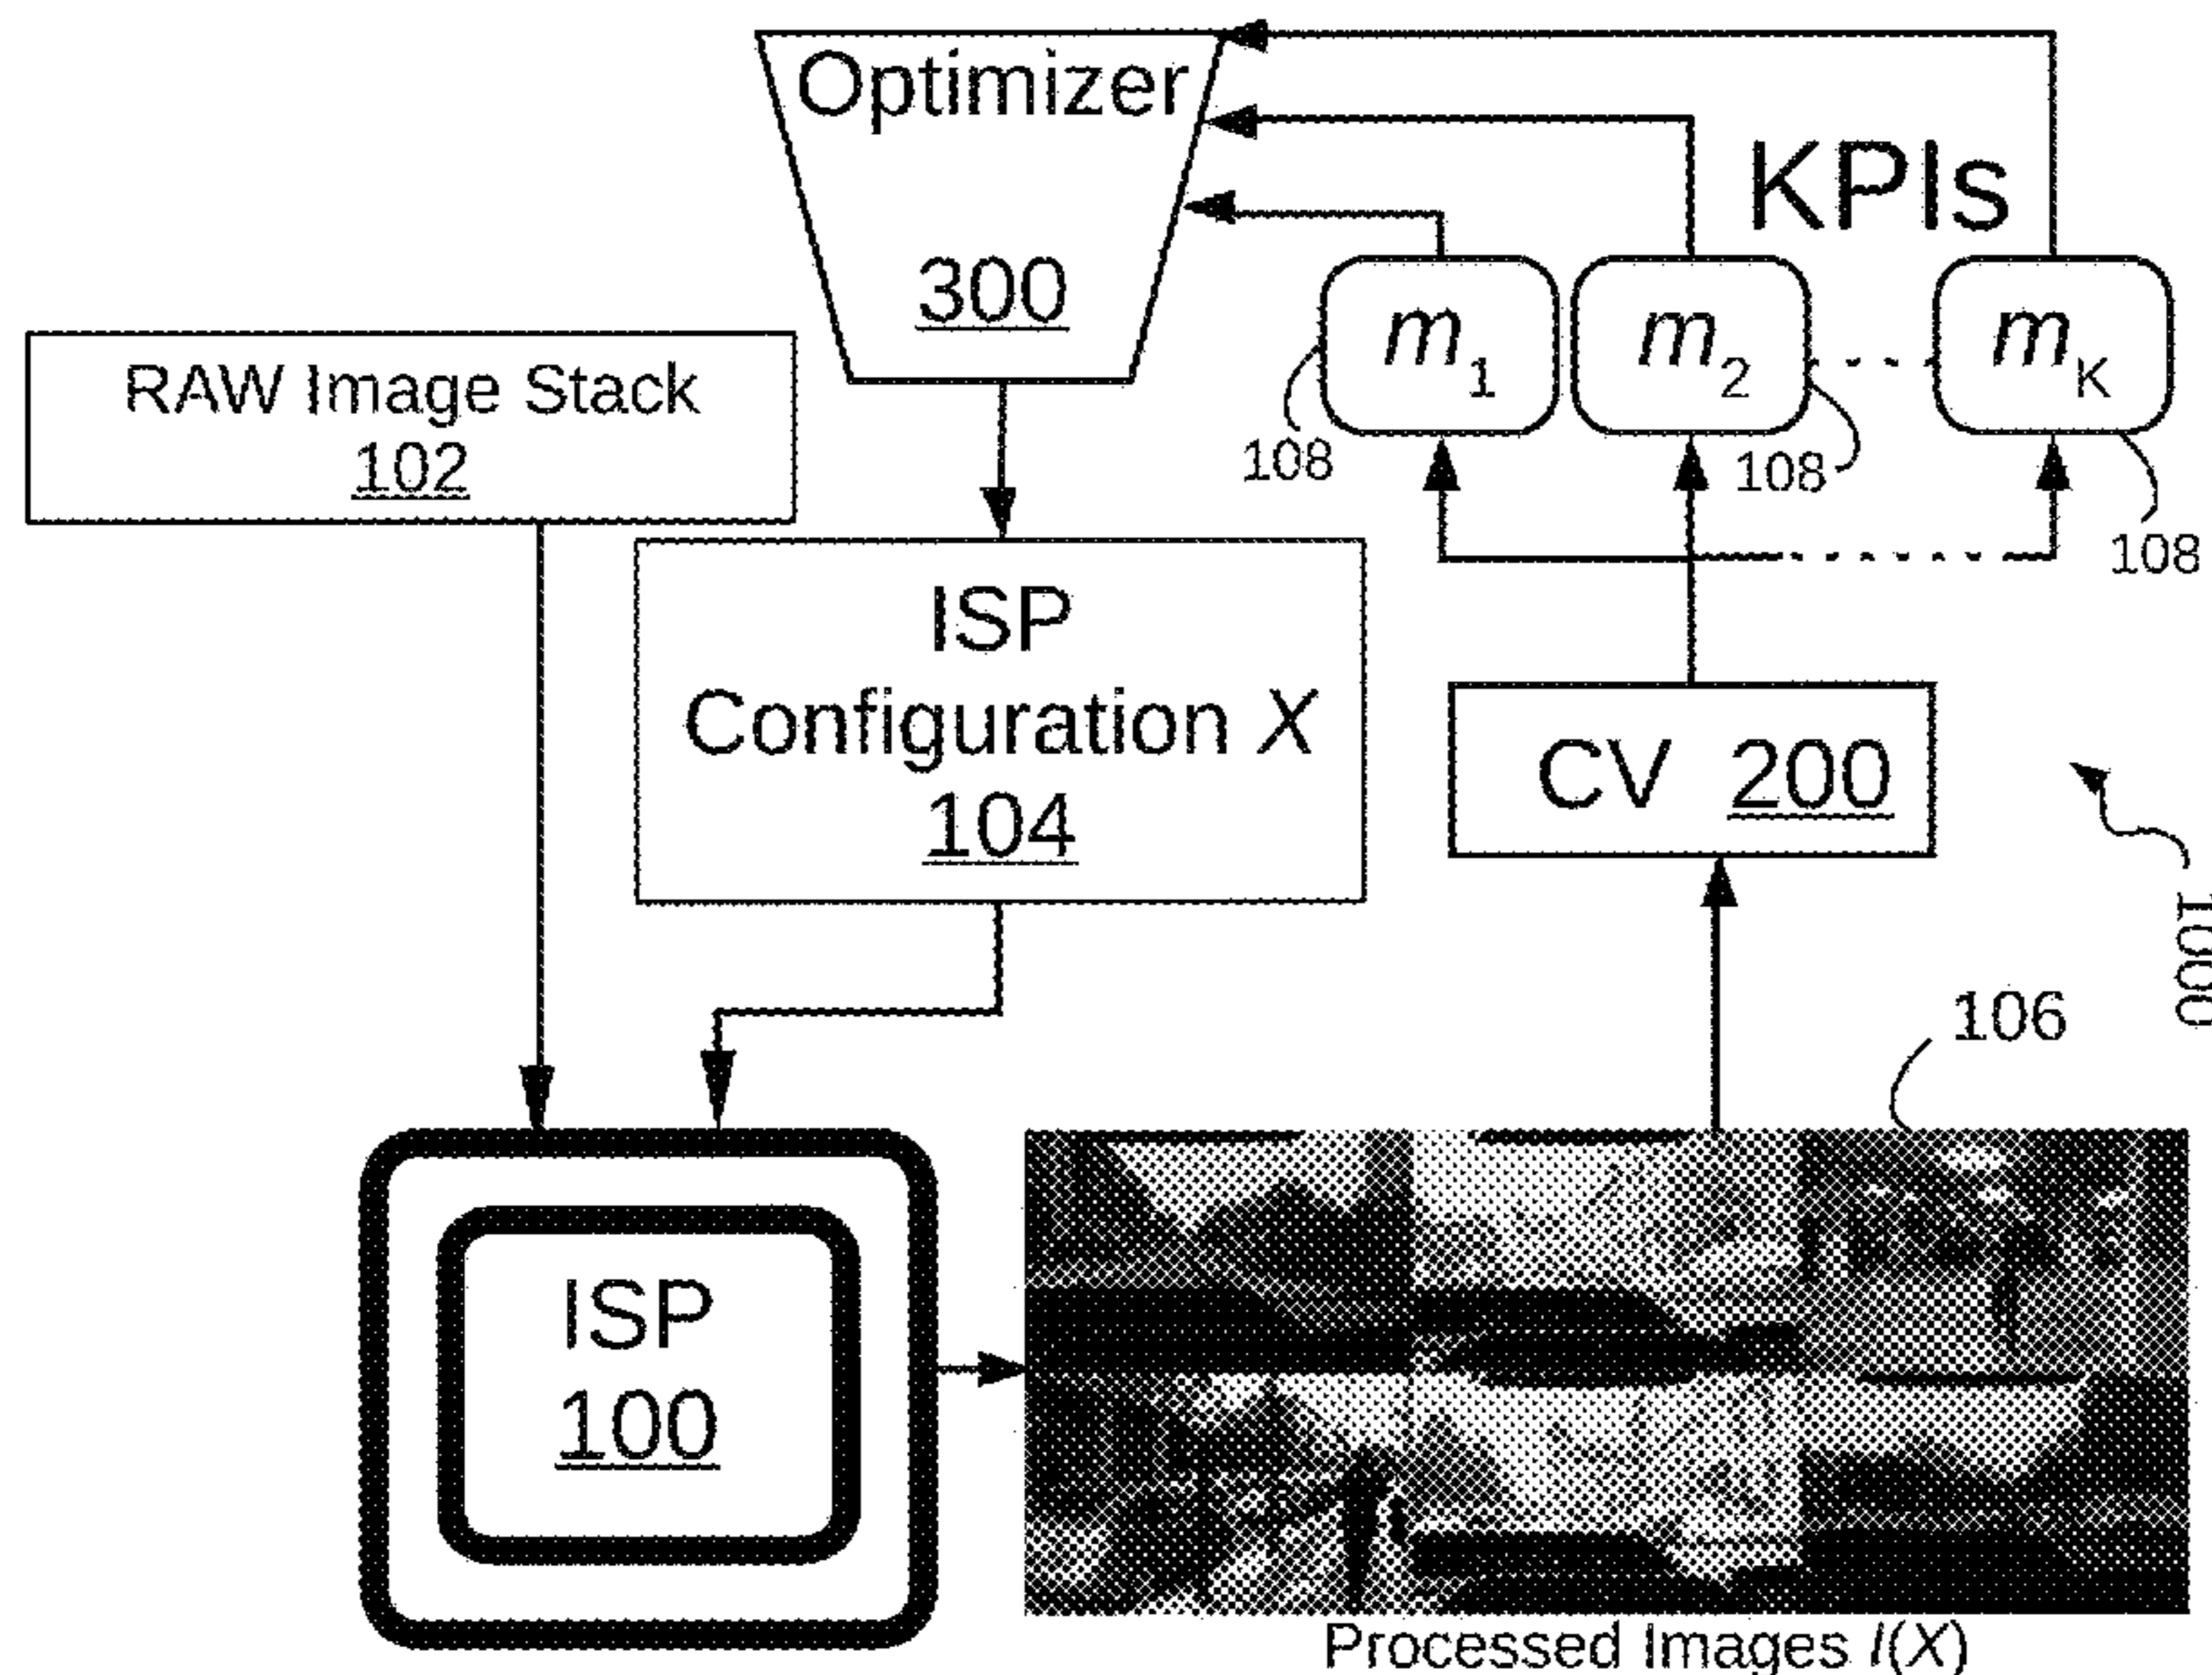 Optimizer
300
KPIs
m1
m2
mK
108
108
108
RAW Image Stack
102
ISP
Configuration X
104
CV 200
1000
106
ISP
100
Processed Images I(X)